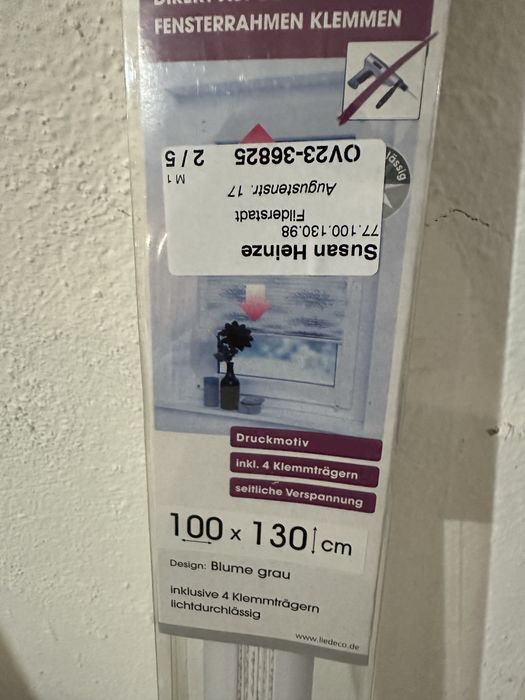 FENSTERRAHMEN KLEMMEN
Susan Heinze
77.100.130.98
Filderstadt
Augustenstr. 17
M 1
OV23-36825 2 / 5
Druckmotiv
inkl. 4 Klemmträgern
seitliche Verspannung
100 x 130 cm
Design: Blume grau
inklusive 4 Klemmträgern
lichtdurchlässig
www.liedeco.de